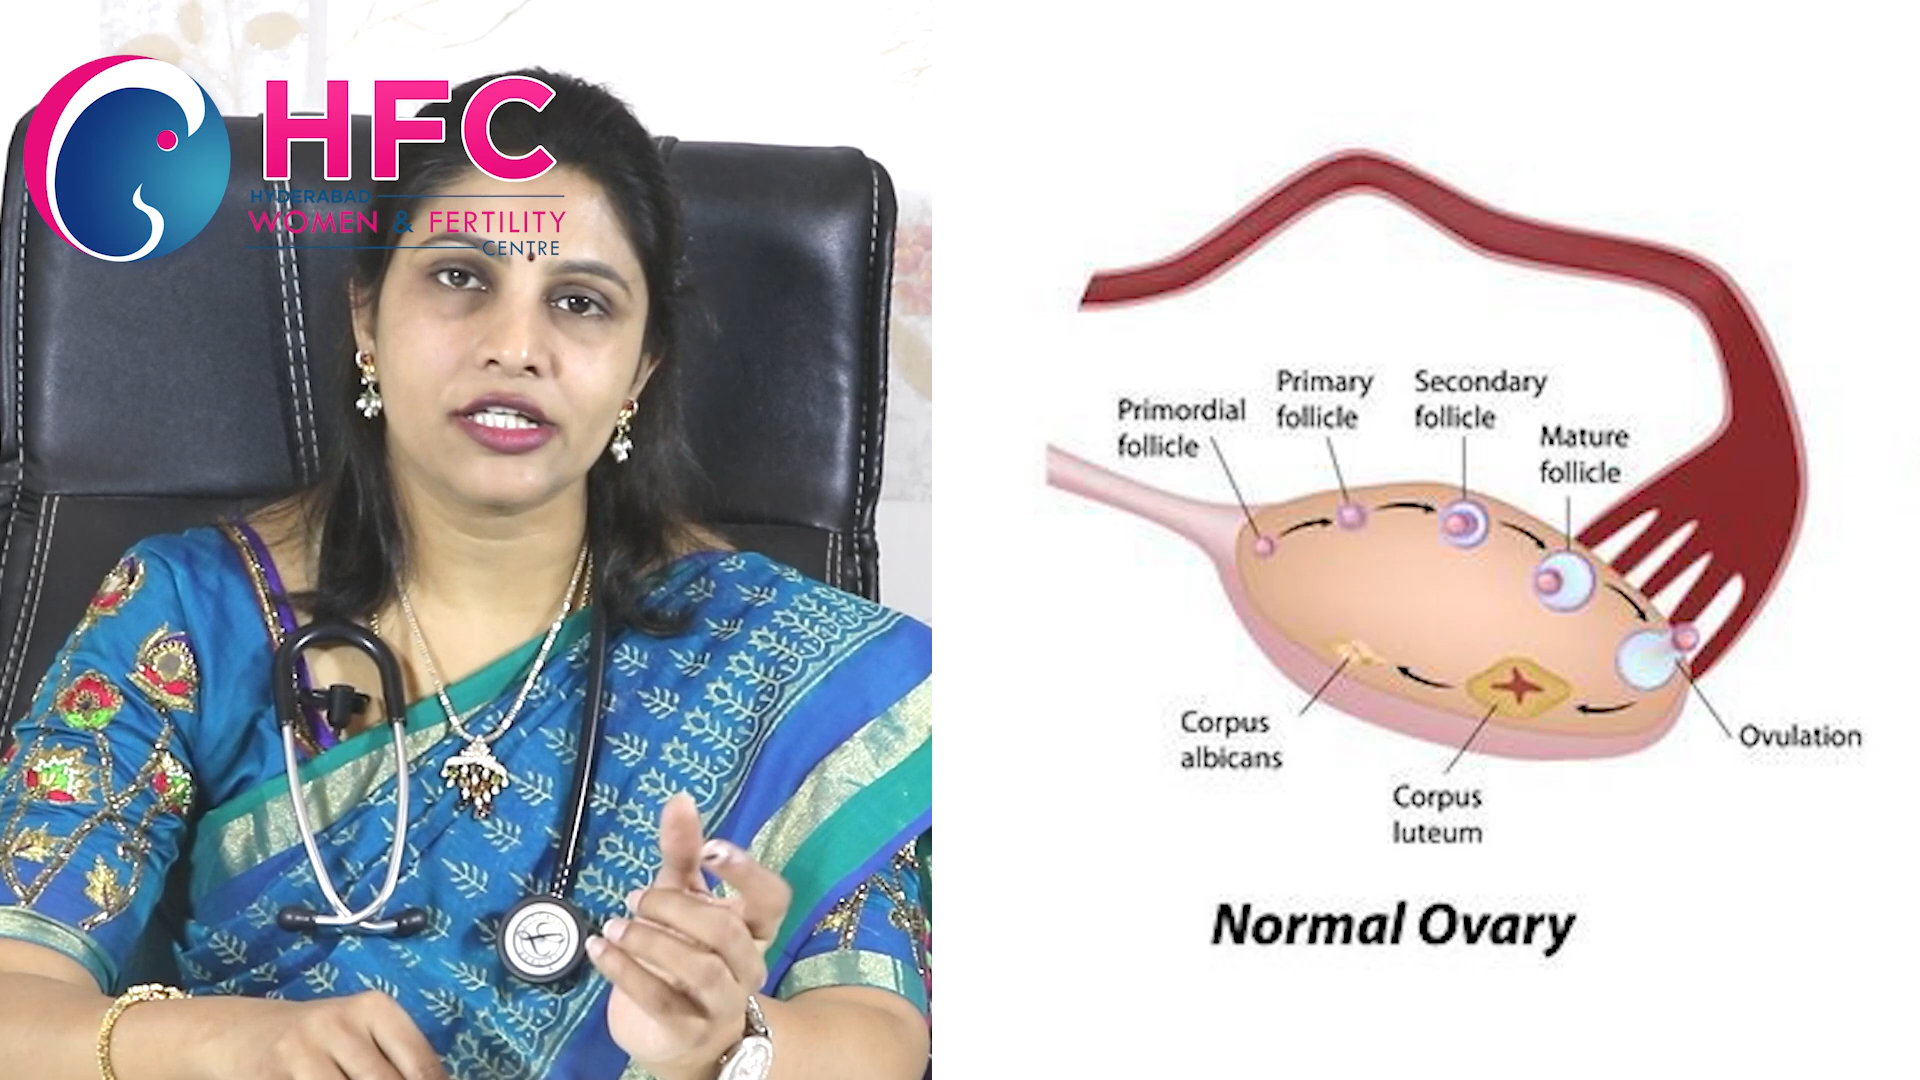 HFC
HYDERABAD
WOMEN & FERTILITY
CENTRE
Primordial
follicle
Primary
follicle
Secondary
follicle
Mature
follicle
Corpus
albicans
Corpus
luteum
Ovulation
Normal Ovary